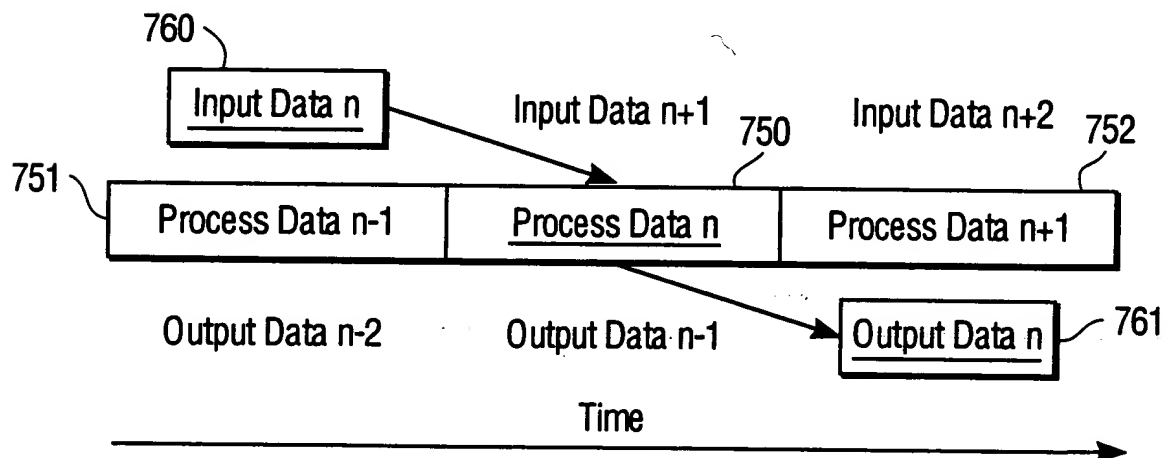 760
Input Data n
Input Data n+1
Input Data n+2
750
752
751
Process Data n-1
Process Data n
Process Data n+1
Output Data n-2
Output Data n-1
Output Data n
761
Time